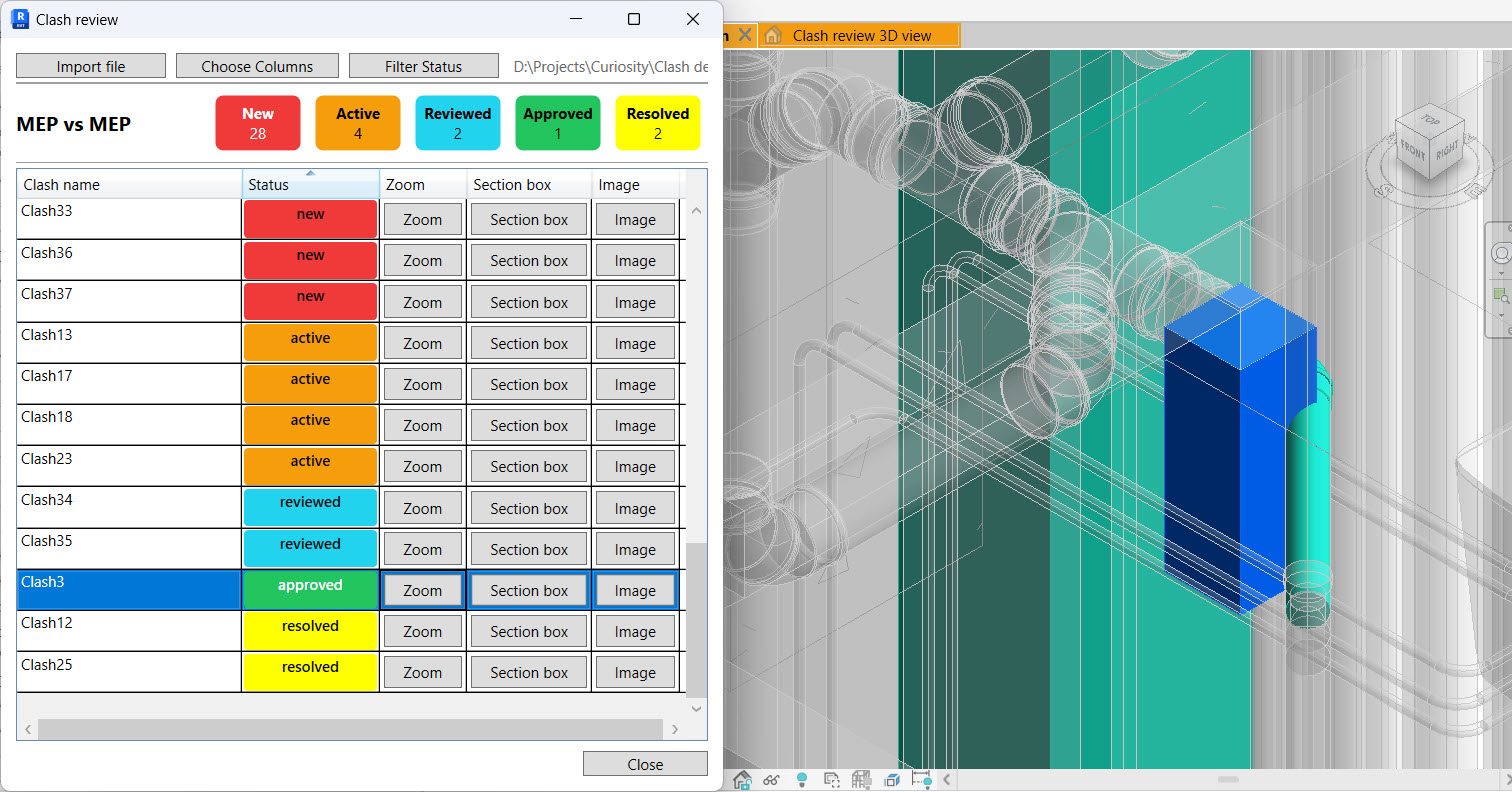 Clash review
Import file
Choose Columns
Filter Status
D:\Projects\Curiosity\Clash de
MEP vs MEP
New
28
Active
4
Reviewed
2
Approved
1
Resolved
2
Clash name Status Zoom Section box Image
Clash33 new Zoom Section box Image
Clash36 new Zoom Section box Image
Clash37 new Zoom Section box Image
Clash13 active Zoom Section box Image
Clash17 active Zoom Section box Image
Clash18 active Zoom Section box Image
Clash23 active Zoom Section box Image
Clash34 reviewed Zoom Section box Image
Clash35 reviewed Zoom Section box Image
Clash3 approved Zoom Section box Image
Clash12 resolved Zoom Section box Image
Clash25 resolved Zoom Section box Image
Close
Clash review 3D view
TOP
FRONT
RIGHT
S
E